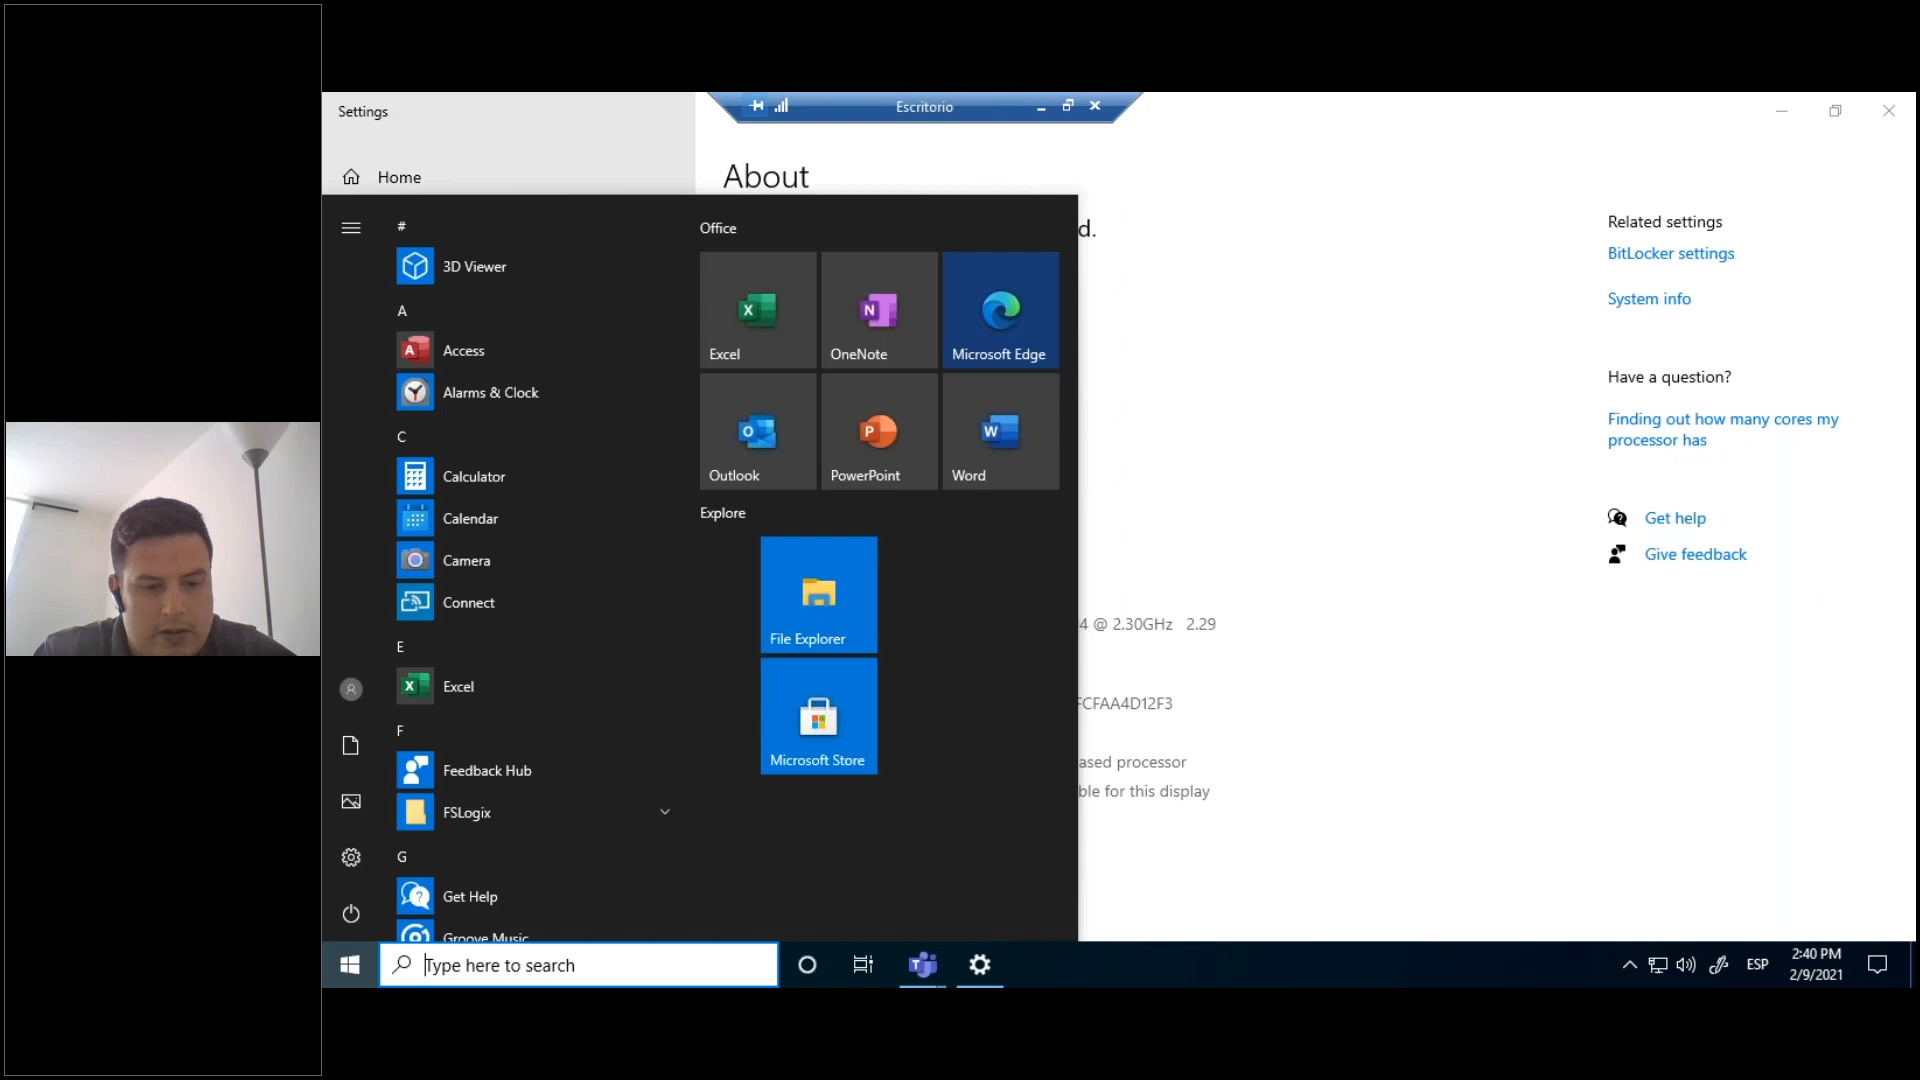 Settings
Escritorio
Home
About
d.
#
3D Viewer
A
Access
Alarms & Clock
C
Calculator
Calendar
Camera
Connect
E
Excel
F
Feedback Hub
FSLogix
G
Get Help
Groove Music
Office
Excel
OneNote
Microsoft Edge
Outlook
PowerPoint
Word
Explore
File Explorer
Microsoft Store
4 @ 2.30GHz 2.29
FCFAA4D12F3
ased processor
ble for this display
Related settings
BitLocker settings
System info
Have a question?
Finding out how many cores my
processor has
Get help
Give feedback
Type here to search
ESP
2:40 PM
2/9/2021